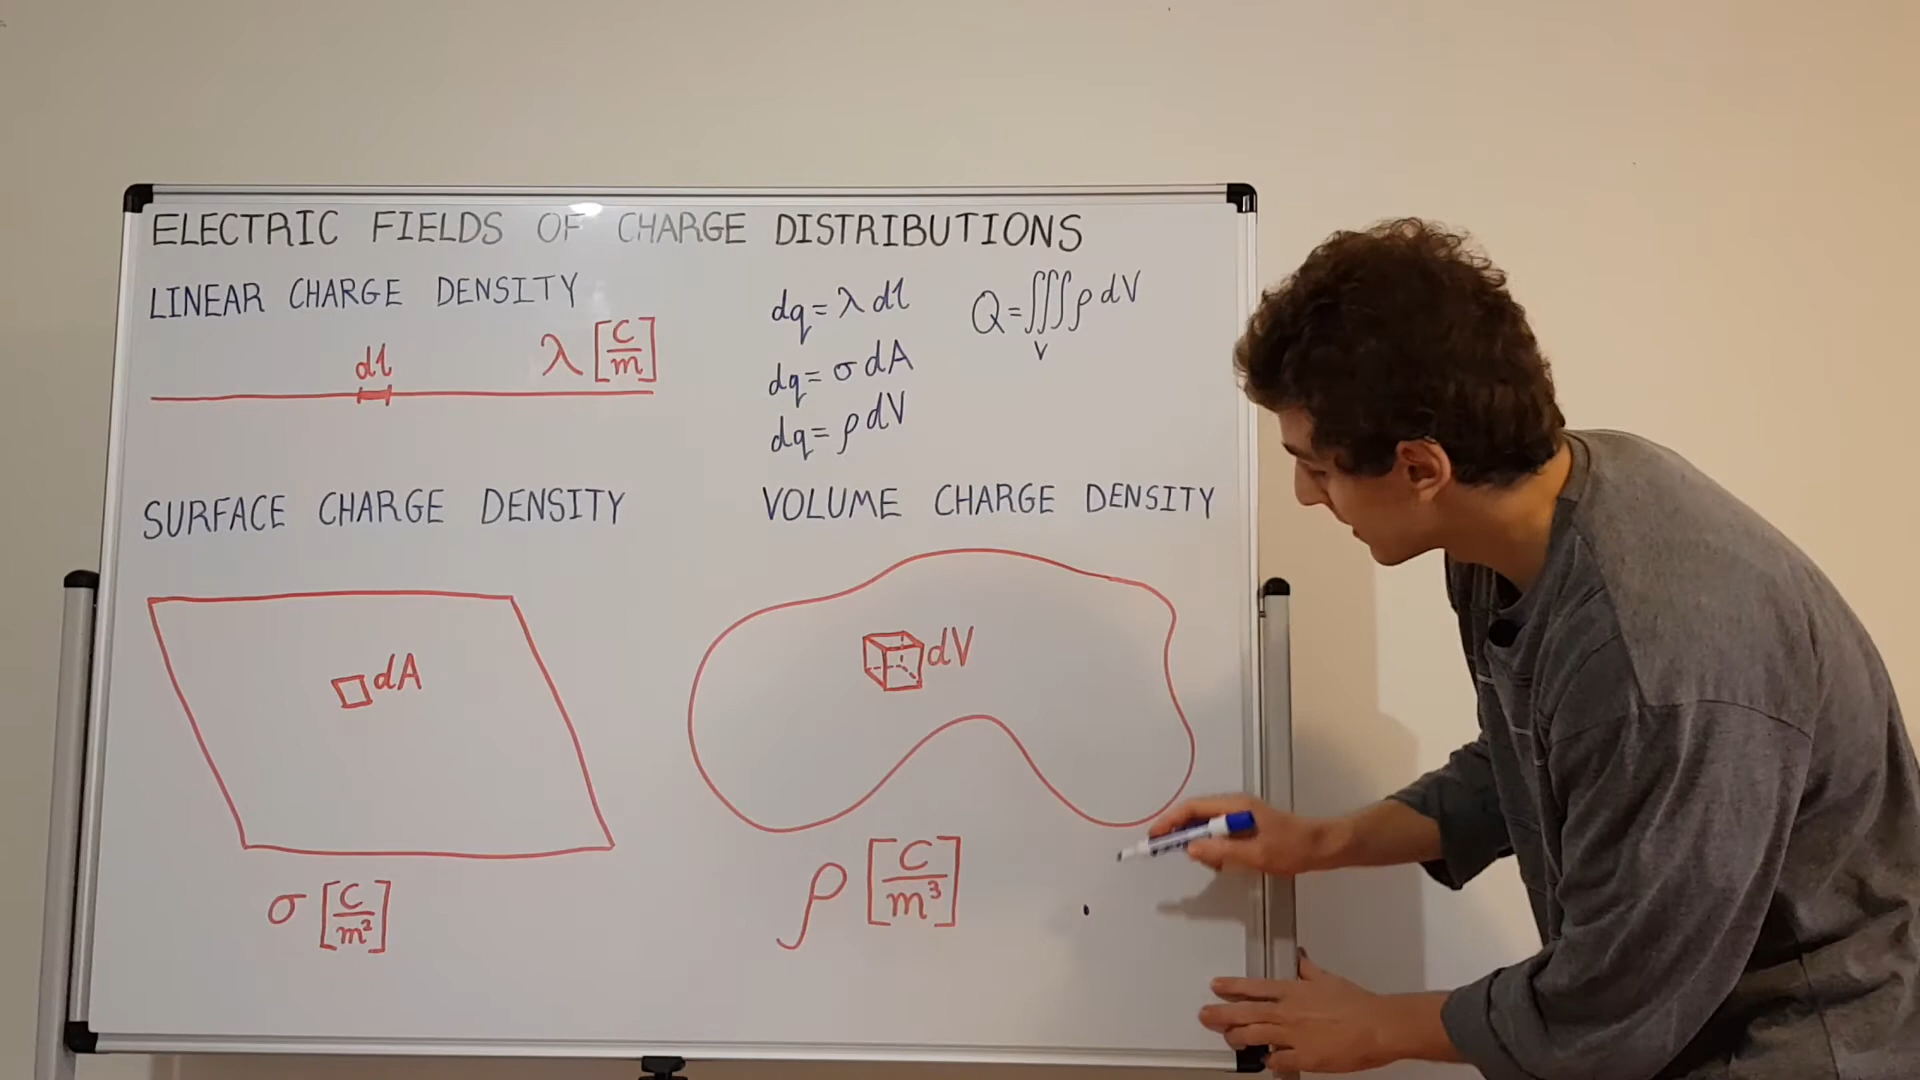 ELECTRIC FIELDS OF CHARGE DISTRIBUTIONS
LINEAR CHARGE DENSITY
dl
λ [C/m]
dq = λ dl
dq = σ dA
dq = ρ dV
Q = ∭ρ dV
V
SURFACE CHARGE DENSITY
dA
σ [C/m²]
VOLUME CHARGE DENSITY
dV
ρ [C/m³]